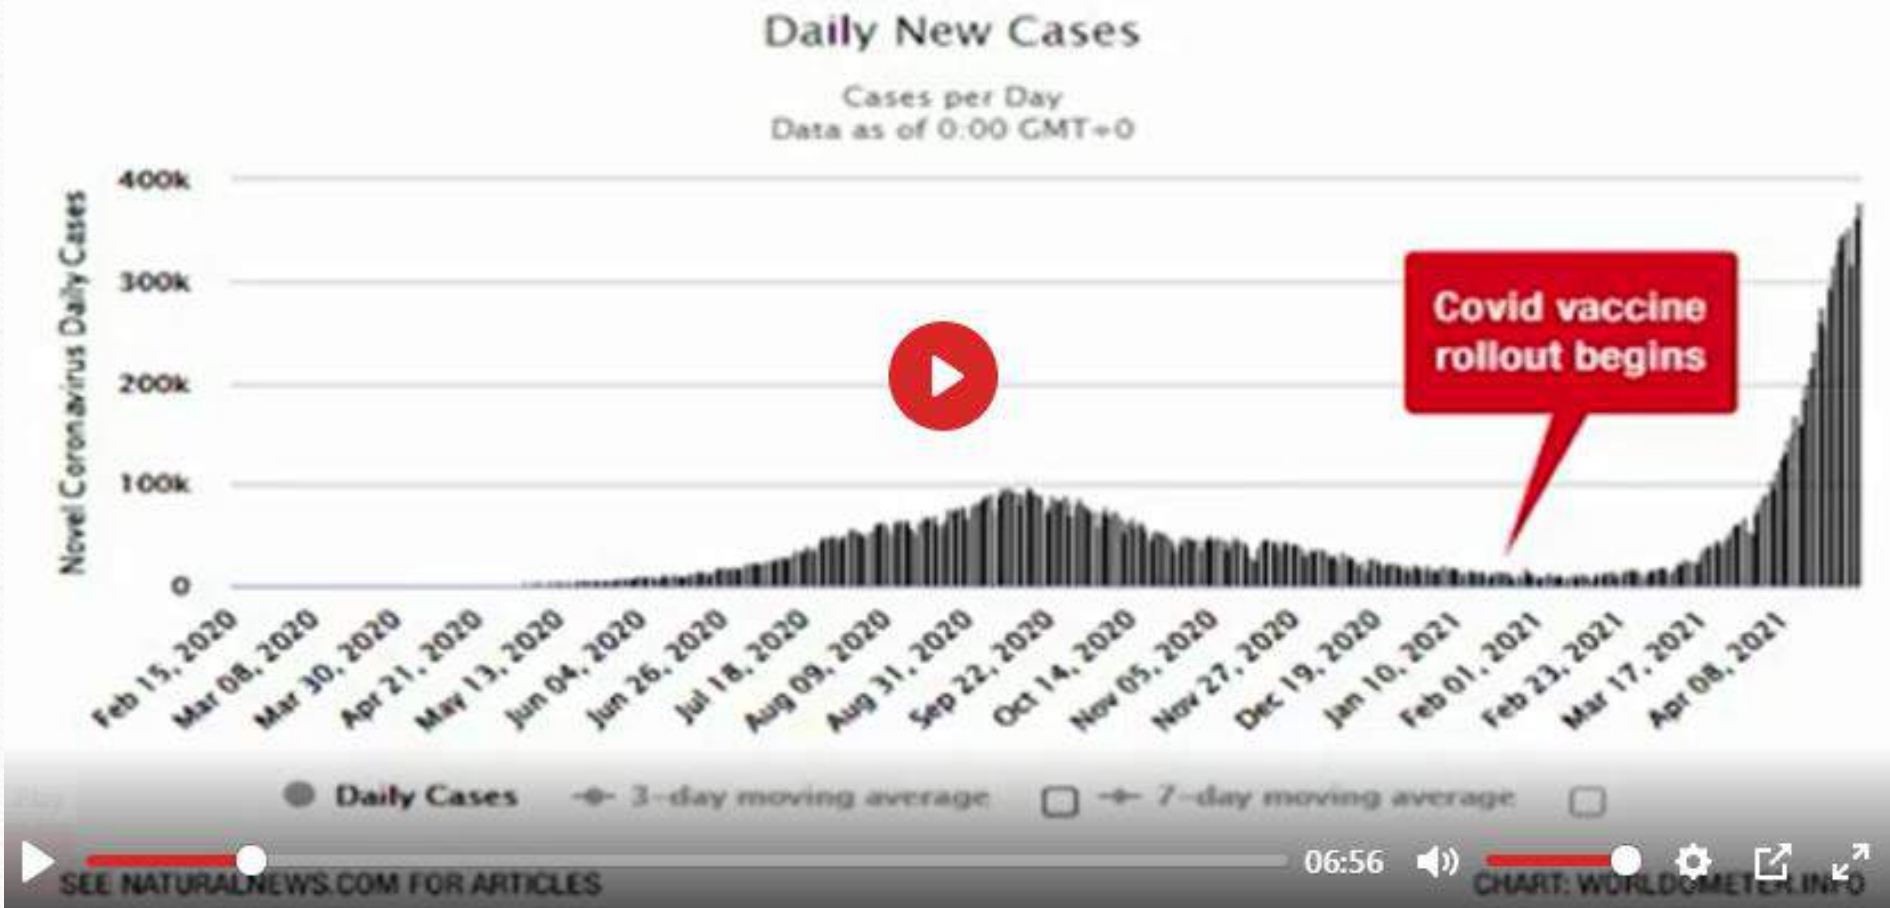 Daily New Cases
Cases per Day
Data as of 0:00 GMT+0
Novel Coronavirus Daily Cases
400k
300k
200k
100k
0
Covid vaccine
rollout begins
Feb 15, 2020
Mar 08, 2020
Mar 30, 2020
Apr 21, 2020
May 13, 2020
Jun 04, 2020
Jun 26, 2020
Jul 18, 2020
Aug 09, 2020
Aug 31, 2020
Sep 22, 2020
Oct 14, 2020
Nov 05, 2020
Nov 27, 2020
Dec 19, 2020
Jan 10, 2021
Feb 01, 2021
Feb 23, 2021
Mar 17, 2021
Apr 08, 2021
Daily Cases 3-day moving average 7-day moving average
06:56
SEE NATURALNEWS.COM FOR ARTICLES
CHART: WORLDOMETER.INFO